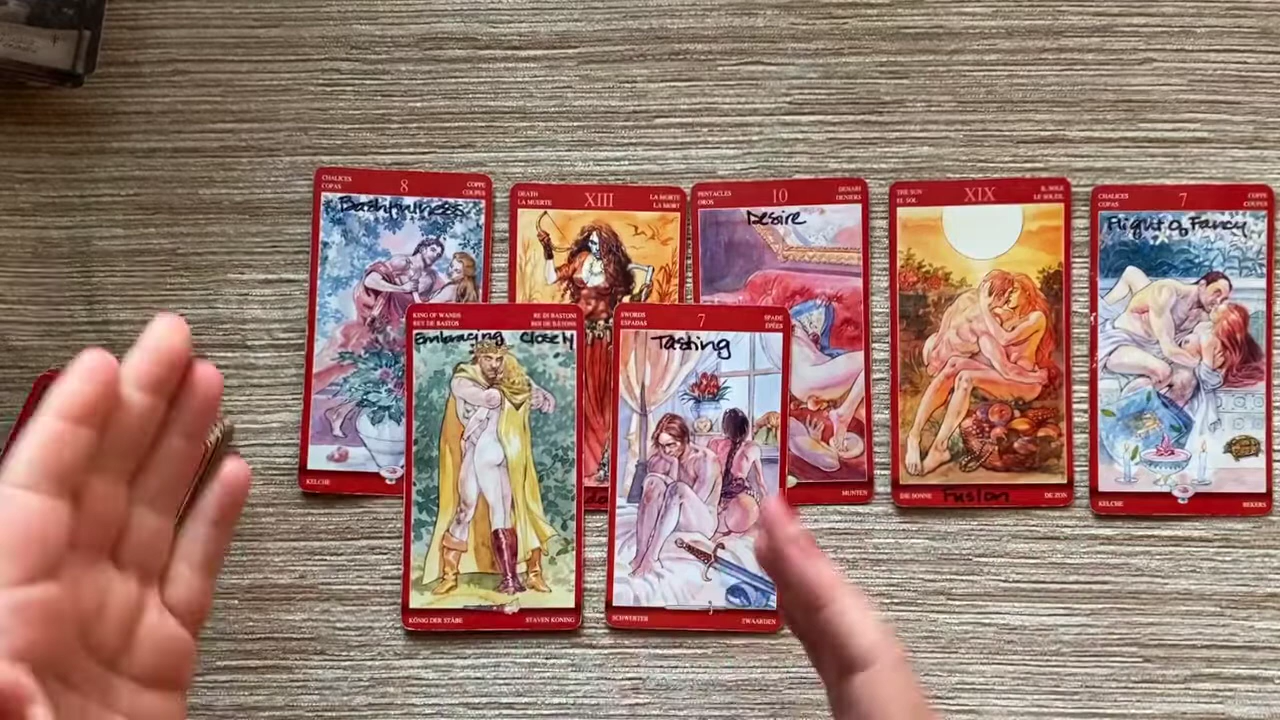 CHALICES
COPAS
8
COPPE
COUPES
Bashfulness
KELCHE
DEATH
LA MUERTE
XIII
LA MORTE
LA MORT
PENTACLES
OROS
10
DENARI
DENIERS
Desire
MUNTEN
THE SUN
EL SOL
XIX
IL SOLE
LE SOLEIL
DIE SONNE
Fusion
DE ZON
CHALICES
COPAS
7
COPPE
COUPES
Flight of Fancy
KELCHE
BEKERS
KING OF WANDS
REY DE BASTOS
RE DI BASTONI
ROI DE BÂTONS
Embracing Closely
KÖNIG DER STÄBE
STAVEN KONING
SWORDS
ESPADAS
7
SPADE
ÉPÉES
Tasting
SCHWERTER
ZWAARDEN